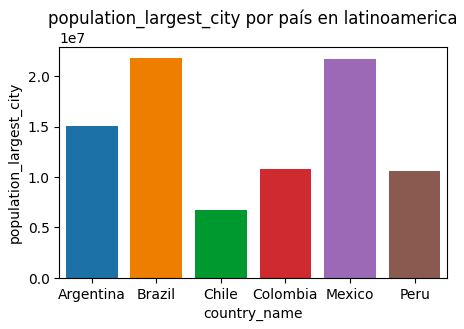 population_largest_city por país en latinoamerica
1e7
2.0
1.5
1.0
0.5
0.0
population_largest_city
Argentina Brazil Chile Colombia Mexico Peru
country_name